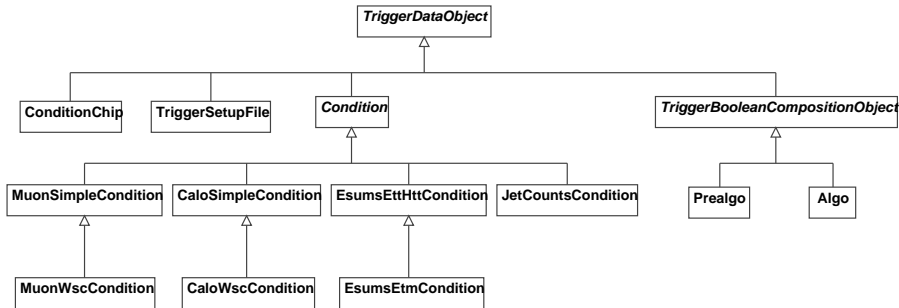 TriggerDataObject
ConditionChip
TriggerSetupFile
Condition
TriggerBooleanCompositionObject
MuonSimpleCondition
CaloSimpleCondition
EsumsEttHttCondition
JetCountsCondition
Prealgo
Algo
MuonWscCondition
CaloWscCondition
EsumsEtmCondition